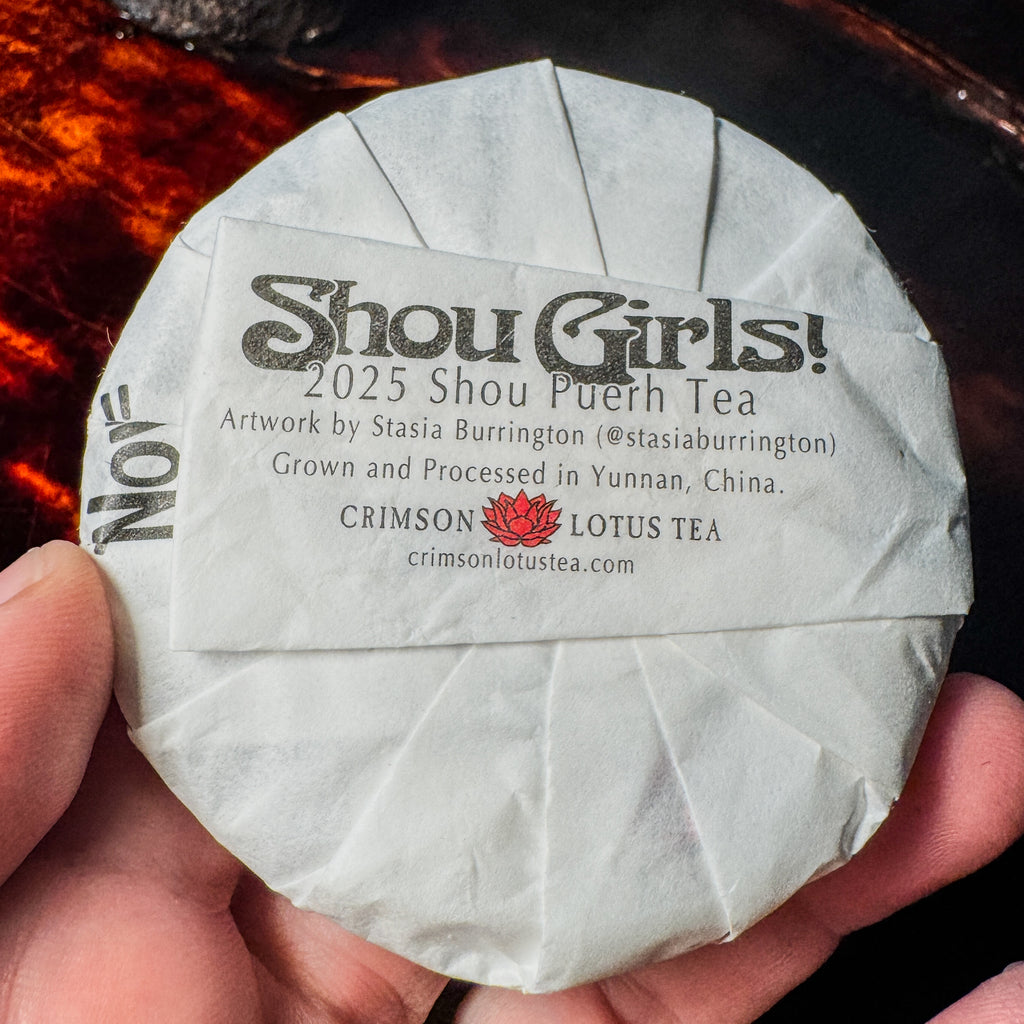 Shou Girls!
2025 Shou Puerh Tea
Artwork by Stasia Burrington (@stasiaburrington)
Grown and Processed in Yunnan, China.
CRIMSON LOTUS TEA
crimsonlotustea.com